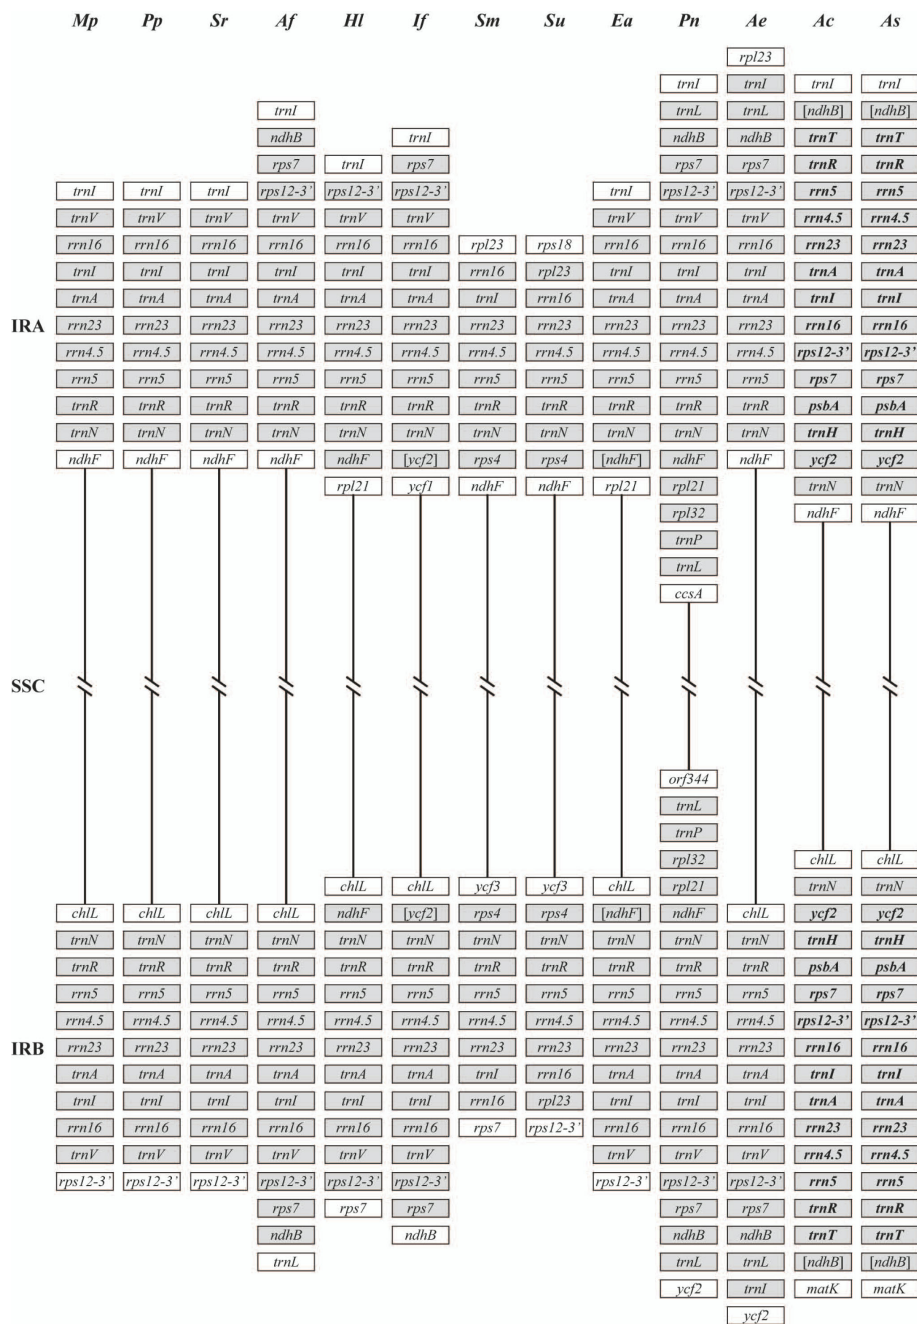 Mp Pp Sr Af Hl If Sm Su Ea Pn Ae Ac As
rpl23
trnI trnI trnI trnI
trnI trnL trnL [ndhB] [ndhB]
ndhB trnI ndhB ndhB trnT trnT
rps7 trnI rps7 rps7 rps7 trnR trnR
trnI trnI trnI rps12-3' rps12-3' rps12-3' trnI rps12-3' rps12-3' rrn5 rrn5
trnV trnV trnV trnV trnV trnV trnV trnV trnV rrn4.5 rrn4.5
rrn16 rrn16 rrn16 rrn16 rrn16 rrn16 rpl23 rps18 rrn16 rrn16 rrn16 rrn23 rrn23
trnI trnI trnI trnI trnI trnI rrn16 rpl23 trnI trnI trnI trnA trnA
trnA trnA trnA trnA trnA trnA trnI rrn16 trnA trnA trnA trnI trnI
IRA rrn23 rrn23 rrn23 rrn23 rrn23 rrn23 rrn23 rrn23 rrn23 rrn23 rrn23 rrn16 rrn16
rrn4.5 rrn4.5 rrn4.5 rrn4.5 rrn4.5 rrn4.5 rrn4.5 rrn4.5 rrn4.5 rrn4.5 rrn4.5 rps12-3' rps12-3'
rrn5 rrn5 rrn5 rrn5 rrn5 rrn5 rrn5 rrn5 rrn5 rrn5 rrn5 rps7 rps7
trnR trnR trnR trnR trnR trnR trnR trnR trnR trnR trnR psbA psbA
trnN trnN trnN trnN trnN trnN trnN trnN trnN trnN trnN trnH trnH
ndhF ndhF ndhF ndhF ndhF [ycf2] rps4 rps4 [ndhF] ndhF ndhF ycf2 ycf2
rpl21 ycf1 ndhF ndhF rpl21 rpl21 trnN trnN
rpl32 ndhF ndhF
trnP
trnL
ccsA
SSC
orf344
trnL
trnP
rpl32 chlL chlL
chlL chlL ycf3 ycf3 chlL rpl21 trnN trnN
chlL chlL chlL chlL ndhF [ycf2] rps4 rps4 [ndhF] ndhF chlL ycf2 ycf2
trnN trnN trnN trnN trnN trnN trnN trnN trnN trnN trnN trnH trnH
trnR trnR trnR trnR trnR trnR trnR trnR trnR trnR trnR psbA psbA
rrn5 rrn5 rrn5 rrn5 rrn5 rrn5 rrn5 rrn5 rrn5 rrn5 rrn5 rps7 rps7
rrn4.5 rrn4.5 rrn4.5 rrn4.5 rrn4.5 rrn4.5 rrn4.5 rrn4.5 rrn4.5 rrn4.5 rrn4.5 rps12-3' rps12-3'
IRB rrn23 rrn23 rrn23 rrn23 rrn23 rrn23 rrn23 rrn23 rrn23 rrn23 rrn23 rrn16 rrn16
trnA trnA trnA trnA trnA trnA trnI rrn16 trnA trnA trnA trnI trnI
trnI trnI trnI trnI trnI trnI rrn16 rpl23 trnI trnI trnI trnA trnA
rrn16 rrn16 rrn16 rrn16 rrn16 rrn16 rps7 rps12-3' rrn16 rrn16 rrn16 rrn23 rrn23
trnV trnV trnV trnV trnV trnV trnV trnV trnV rrn4.5 rrn4.5
rps12-3' rps12-3' rps12-3' rps12-3' rps12-3' rps12-3' rps12-3' rps12-3' rps12-3' rrn5 rrn5
rps7 rps7 rps7 rps7 rps7 trnR trnR
ndhB ndhB ndhB ndhB trnT trnT
trnL trnL trnL [ndhB] [ndhB]
ycf2 trnI matK matK
ycf2